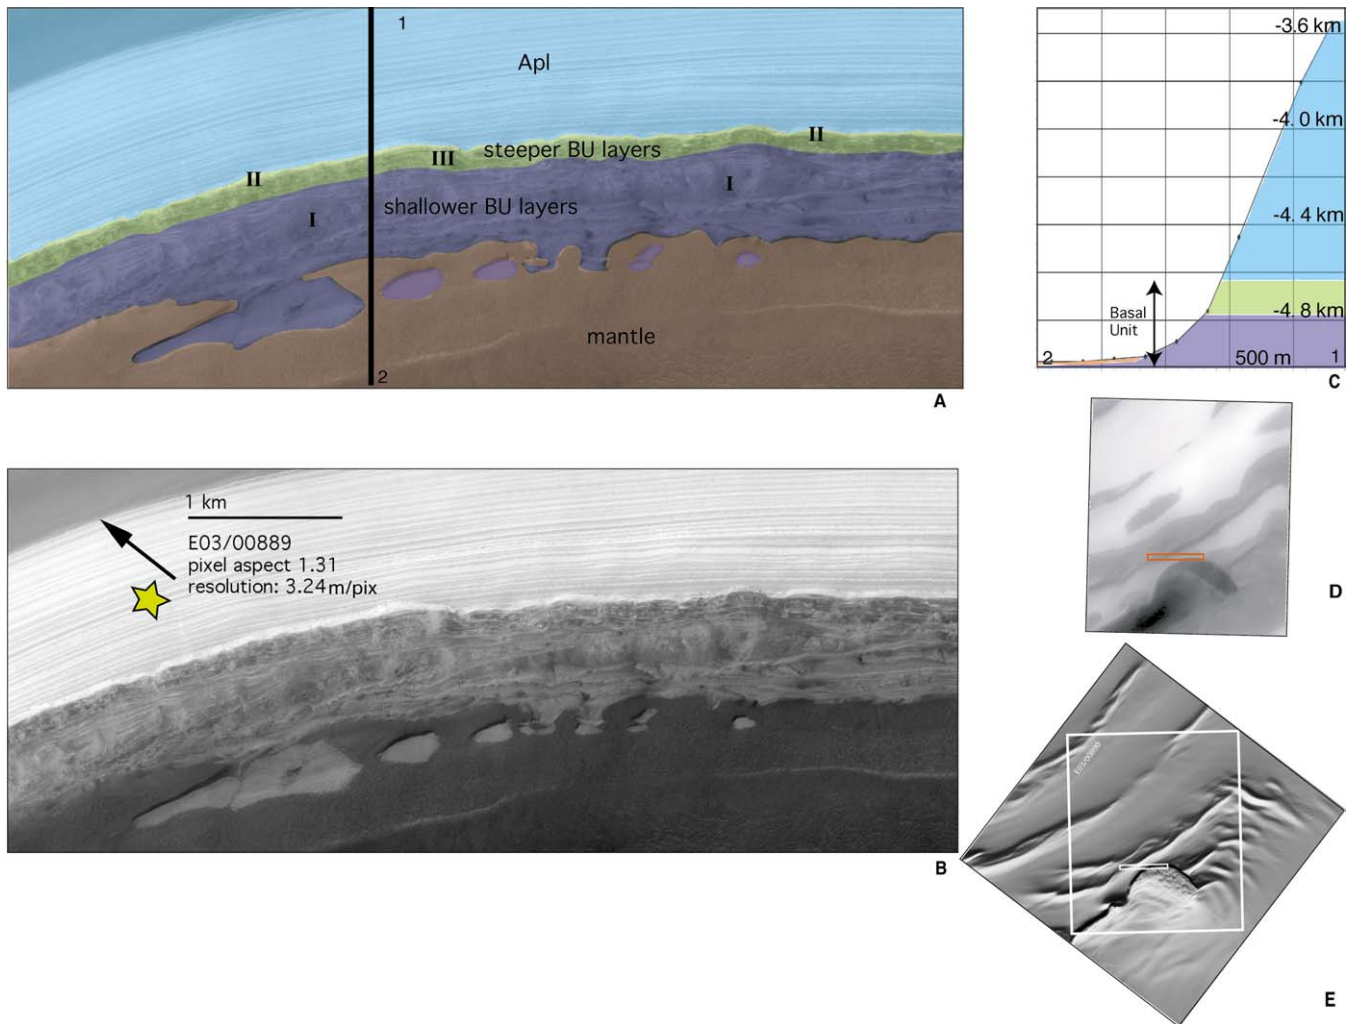 1
Apl
II
III
steeper BU layers
II
I
I
shallower BU layers
mantle
2
A
-3.6 km
-4.0 km
-4.4 km
-4.8 km
Basal
Unit
2
500 m
1
C
1 km
E03/00889
pixel aspect 1.31
resolution: 3.24m/pix
B
D
E03/00889
E